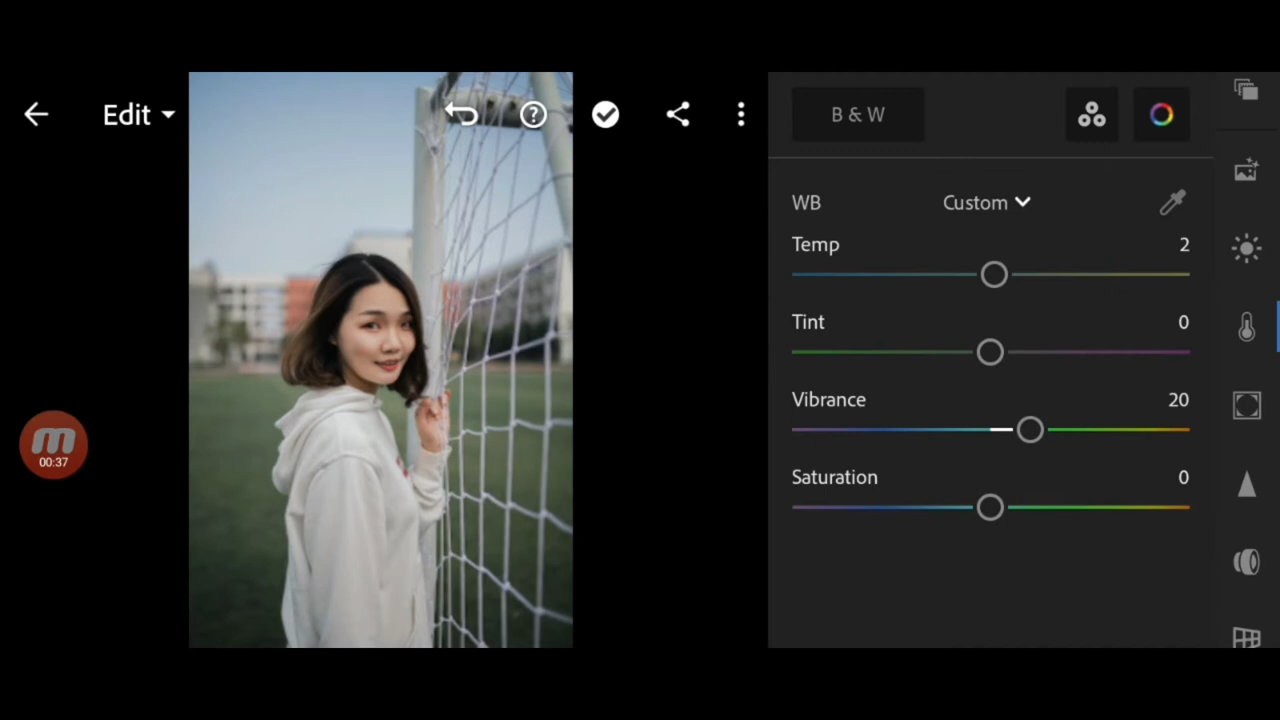 Edit
B & W
WB Custom
Temp 2
Tint 0
Vibrance 20
Saturation 0
00:37